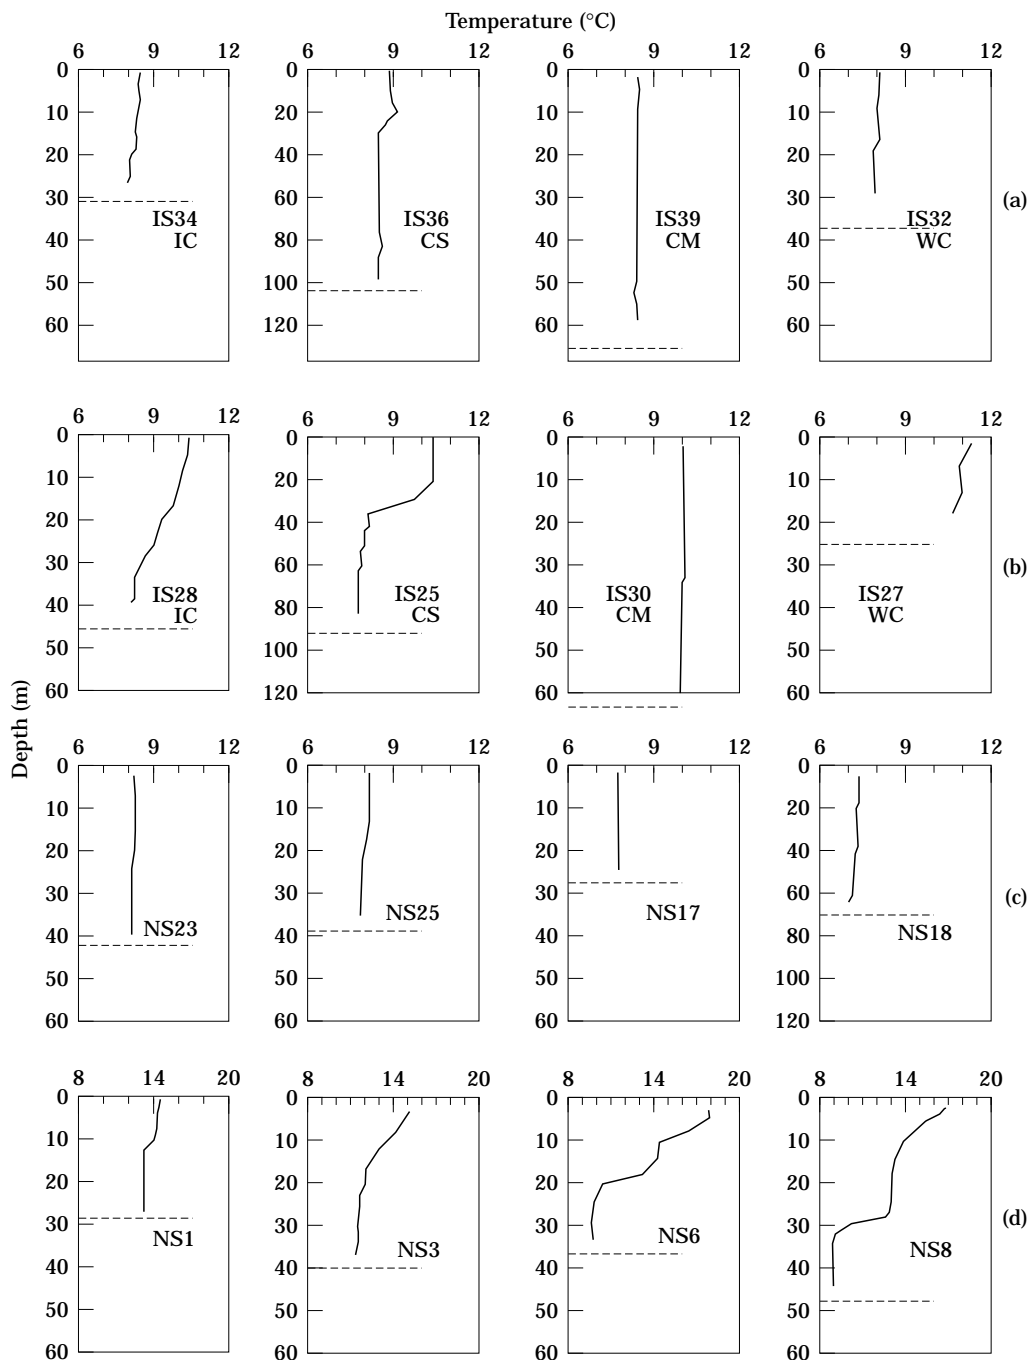 Temperature (°C)
6 9 12 6 9 12 6 9 12 6 9 12
0 0 0 0
10 20 10 10
20 40 20 20
30 60 30 30
IS34 IS36 IS39 IS32 (a)
IC CS CM WC
40 80 40 40
50 100 50 50
60 120 60 60
6 9 12 6 9 12 6 9 12 6 9 12
0 0 0 0
10 20 10 10
20 40 20 20
30 60 30 30
IS28 IS25 IS30 IS27 (b)
IC CS CM WC
40 80 40 40
50 100 50 50
60 120 60 60
Depth (m)
6 9 12 6 9 12 6 9 12 6 9 12
0 0 0 0
10 10 10 20
20 20 20 40
30 30 30 60
NS23 NS25 NS17 NS18 (c)
40 40 40 80
50 50 50 100
60 60 60 120
8 14 20 8 14 20 8 14 20 8 14 20
0 0 0 0
10 10 10 10
20 20 20 20
30 30 30 30
NS1 NS3 NS6 NS8 (d)
40 40 40 40
50 50 50 50
60 60 60 60